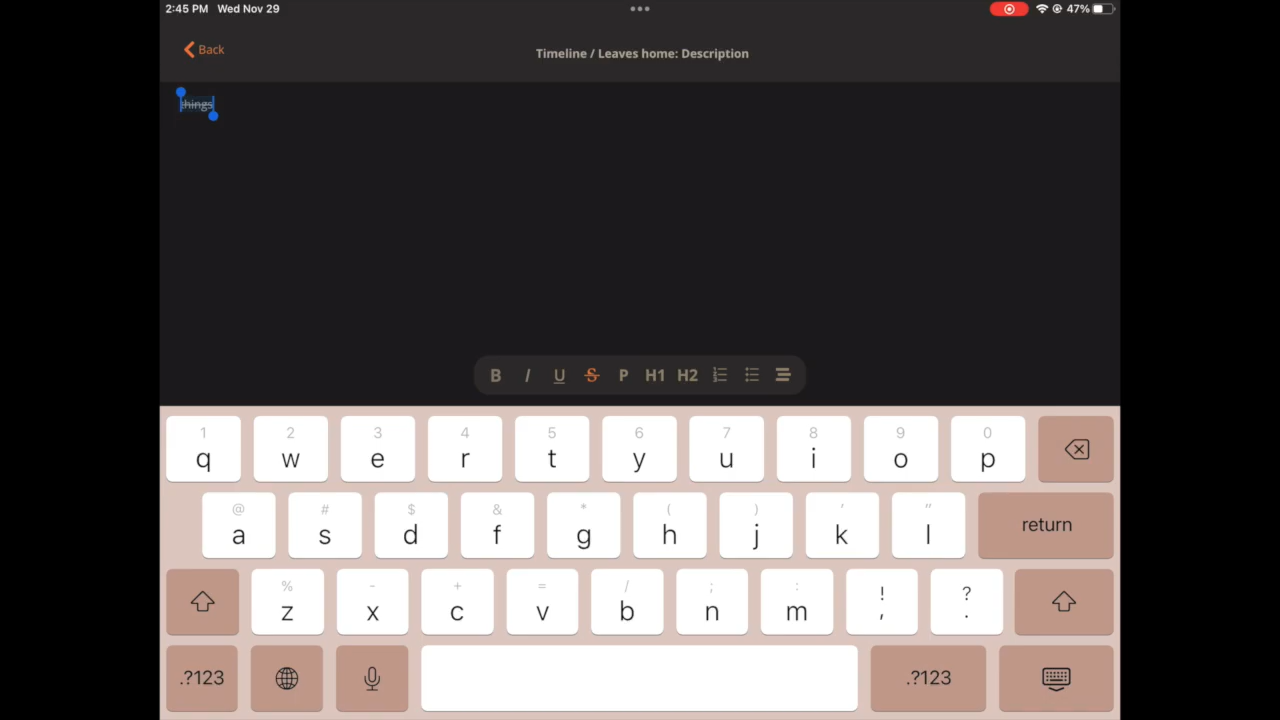 2:45 PM Wed Nov 29
47%
Back
Timeline / Leaves home: Description
things
B I U S P H1 H2
1 2 3 4 5 6 7 8 9 0
q w e r t y u i o p
@ # $ & * ( ) ' "
a s d f g h j k l return
% - + = / ; : ! ?
z x c v b n m , .
.?123 .?123